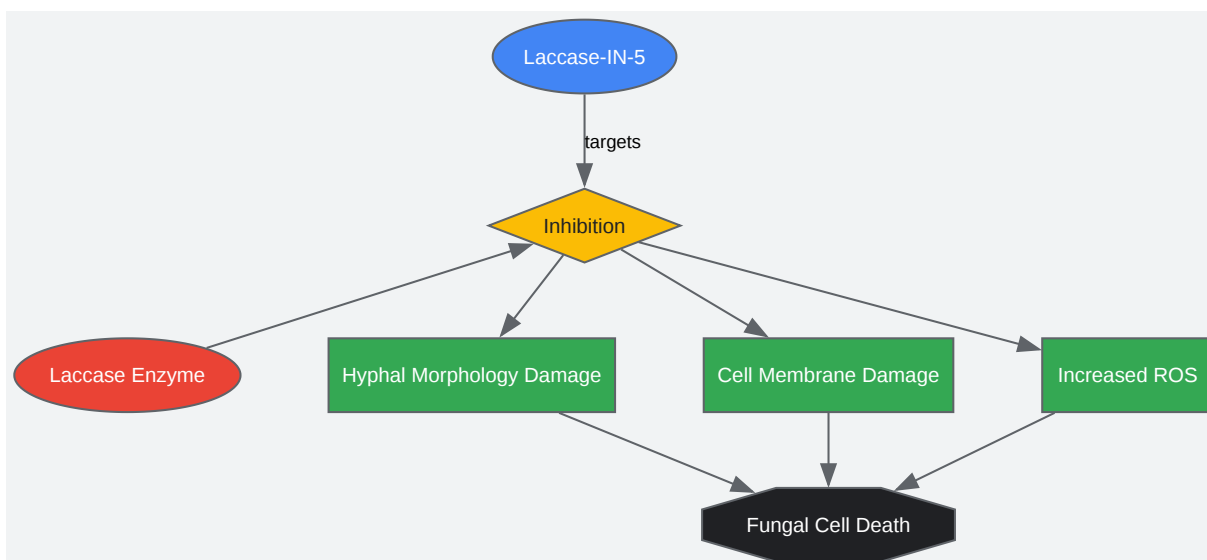 Laccase-IN-5
targets
Inhibition
Laccase Enzyme
Hyphal Morphology Damage
Cell Membrane Damage
Increased ROS
Fungal Cell Death